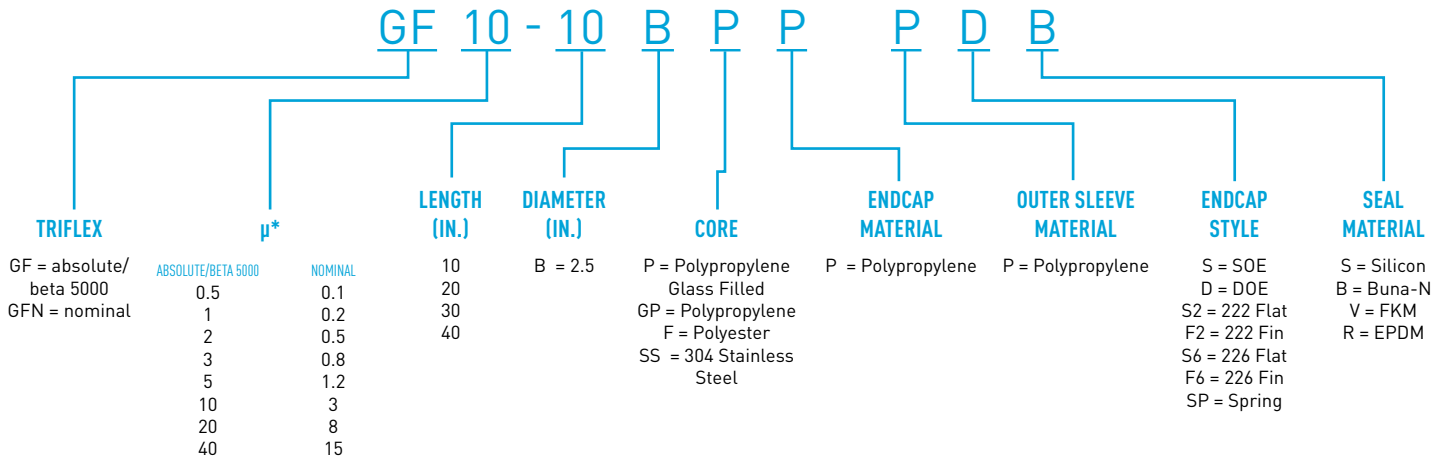 GF 10 - 10 B P P P D B
TRIFLEX
GF = absolute/
beta 5000
GFN = nominal
µ*
ABSOLUTE/BETA 5000 NOMINAL
0.5 0.1
1 0.2
2 0.5
3 0.8
5 1.2
10 3
20 8
40 15
LENGTH
(IN.)
10
20
30
40
DIAMETER
(IN.)
B = 2.5
CORE
P = Polypropylene
Glass Filled
GP = Polypropylene
F = Polyester
SS = 304 Stainless
Steel
ENDCAP
MATERIAL
P = Polypropylene
OUTER SLEEVE
MATERIAL
P = Polypropylene
ENDCAP
STYLE
S = SOE
D = DOE
S2 = 222 Flat
F2 = 222 Fin
S6 = 226 Flat
F6 = 226 Fin
SP = Spring
SEAL
MATERIAL
S = Silicon
B = Buna-N
V = FKM
R = EPDM